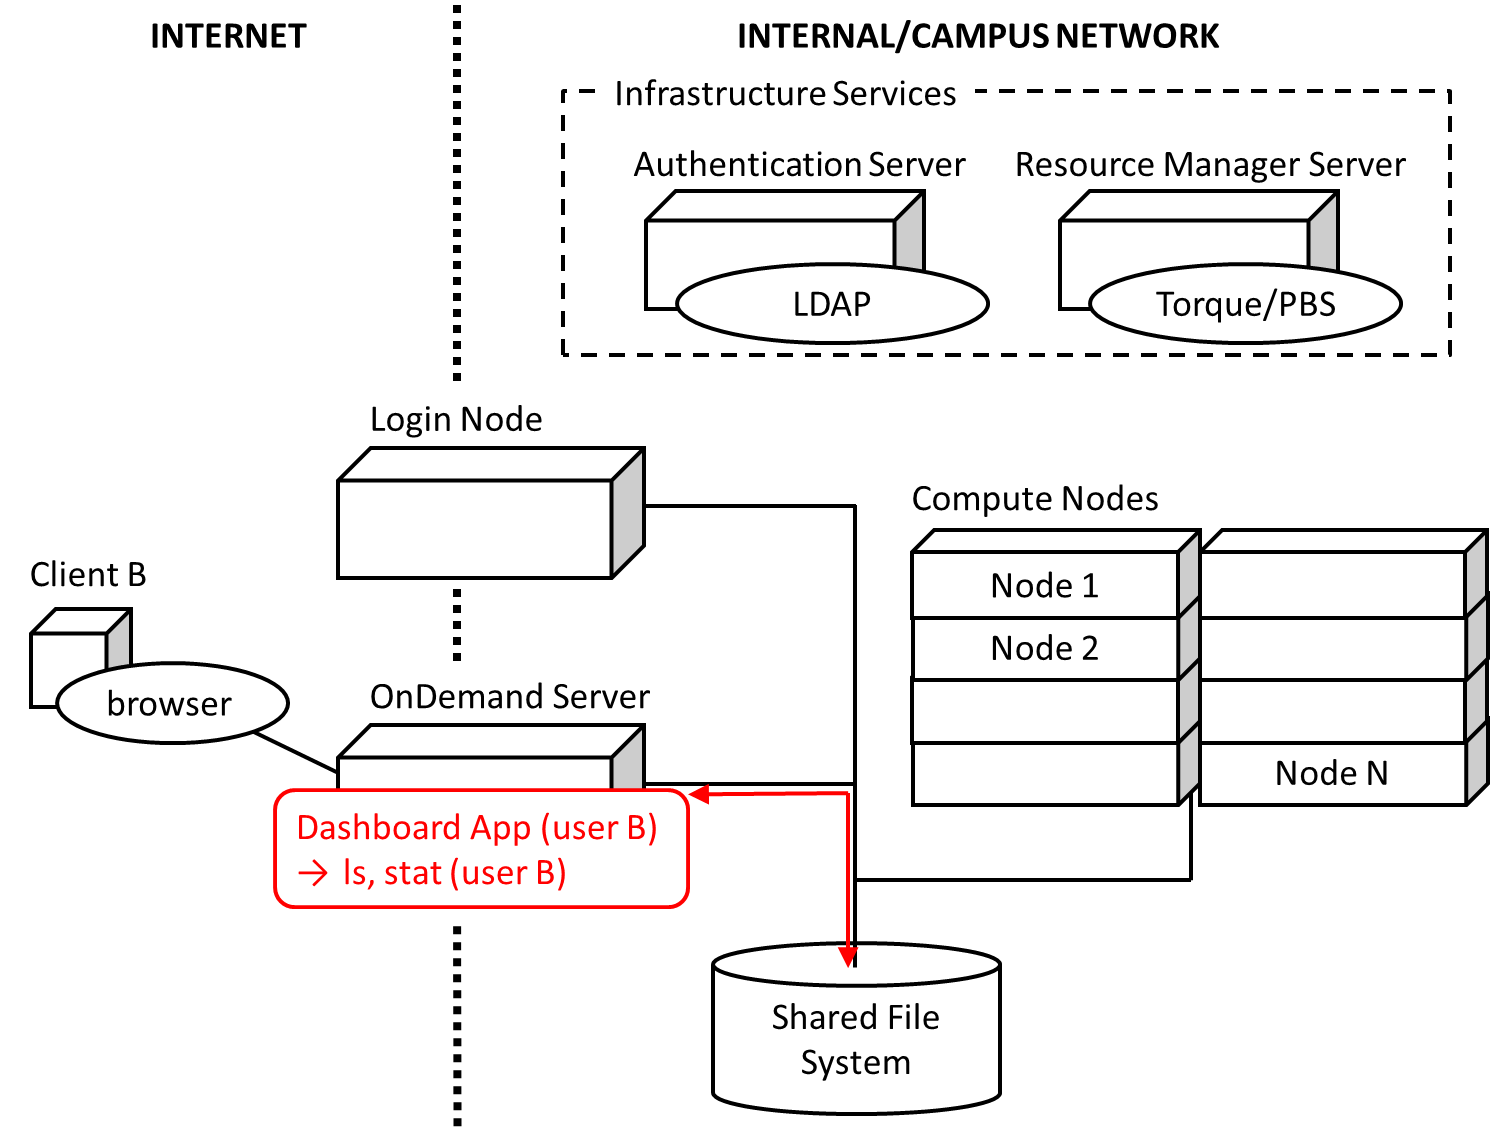 INTERNET
INTERNAL/CAMPUS NETWORK
Infrastructure Services
Authentication Server
Resource Manager Server
LDAP
Torque/PBS
Login Node
Compute Nodes
Node 1
Node 2
Node N
Client B
browser
OnDemand Server
Dashboard App (user B)
→ ls, stat (user B)
Shared File
System